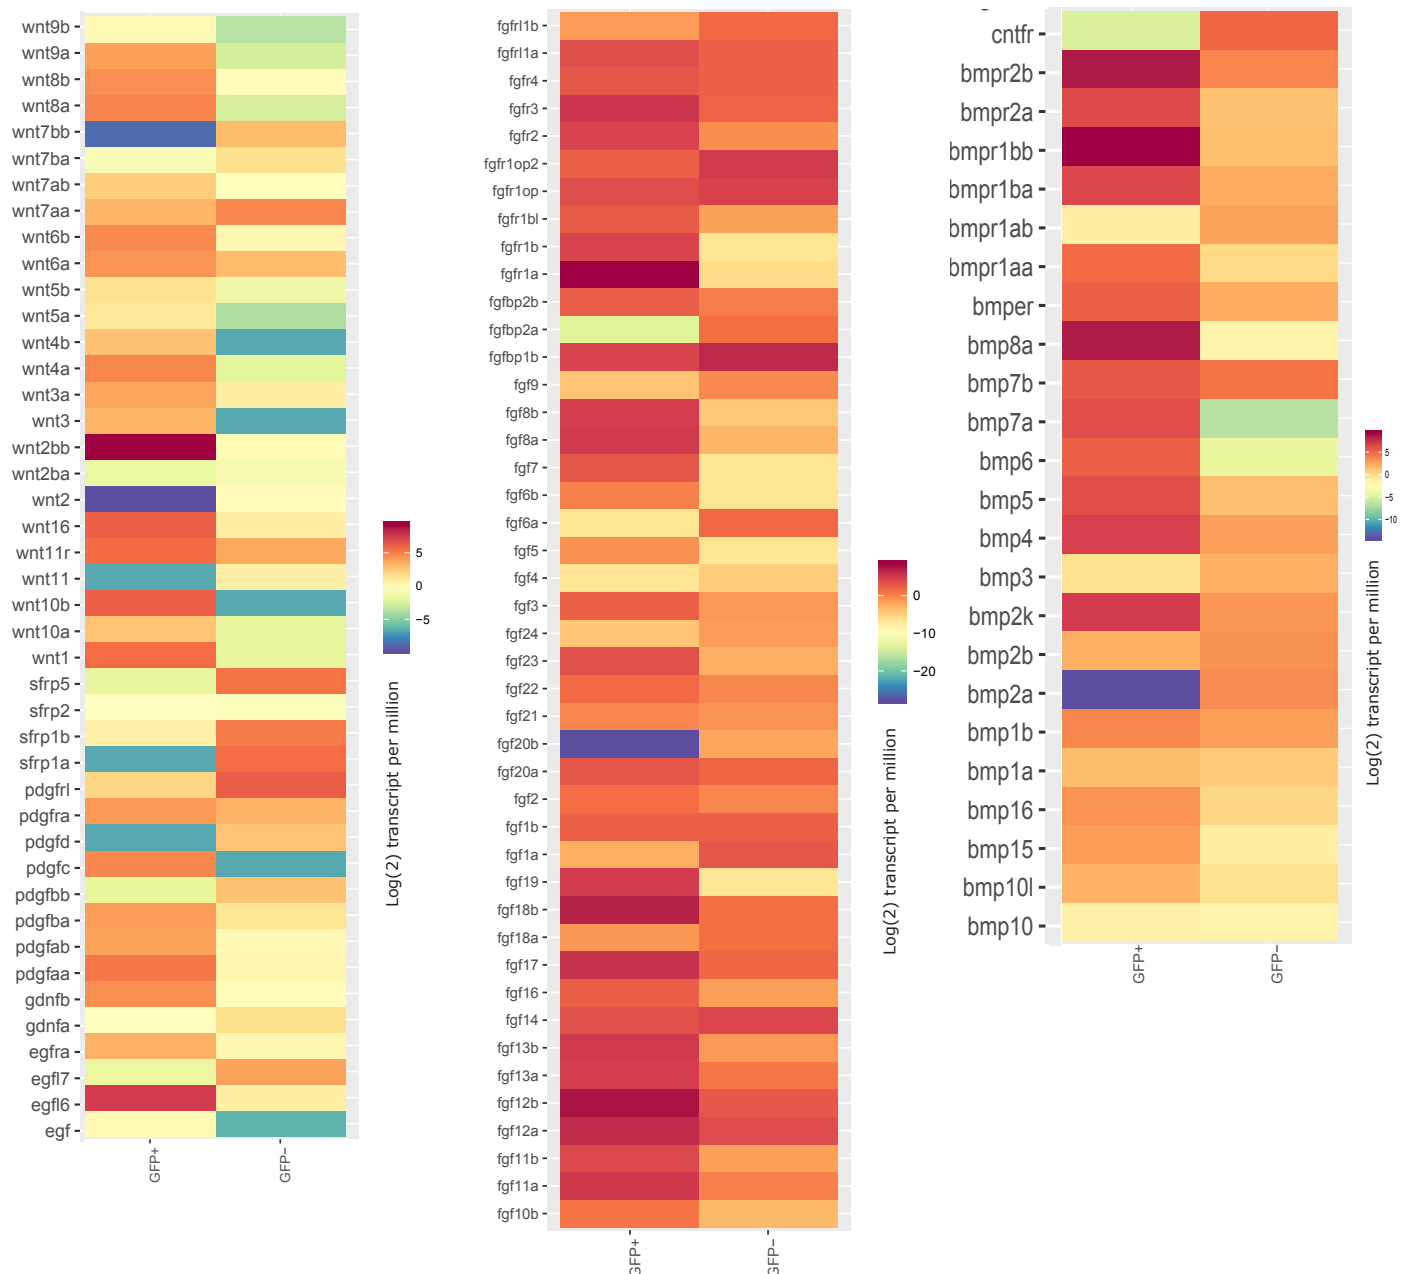 wnt9b
wnt9a
wnt8b
wnt8a
wnt7bb
wnt7ba
wnt7ab
wnt7aa
wnt6b
wnt6a
wnt5b
wnt5a
wnt4b
wnt4a
wnt3a
wnt3
wnt2bb
wnt2ba
wnt2
wnt16
wnt11r
wnt11
wnt10b
wnt10a
wnt1
sfrp5
sfrp2
sfrp1b
sfrp1a
pdgfrl
pdgfra
pdgfd
pdgfc
pdgfbb
pdgfba
pdgfab
pdgfaa
gdnfb
gdnfa
egfra
egfl7
egfl6
egf
GFP+
GFP−
5
0
−5
Log(2) transcript per million
fgfrl1b
fgfrl1a
fgfr4
fgfr3
fgfr2
fgfr1op2
fgfr1op
fgfr1bl
fgfr1b
fgfr1a
fgfbp2b
fgfbp2a
fgfbp1b
fgf9
fgf8b
fgf8a
fgf7
fgf6b
fgf6a
fgf5
fgf4
fgf3
fgf24
fgf23
fgf22
fgf21
fgf20b
fgf20a
fgf2
fgf1b
fgf1a
fgf19
fgf18b
fgf18a
fgf17
fgf16
fgf14
fgf13b
fgf13a
fgf12b
fgf12a
fgf11b
fgf11a
fgf10b
GFP+
GFP−
0
−10
−20
Log(2) transcript per million
cntfr
bmpr2b
bmpr2a
bmpr1bb
bmpr1ba
bmpr1ab
bmpr1aa
bmper
bmp8a
bmp7b
bmp7a
bmp6
bmp5
bmp4
bmp3
bmp2k
bmp2b
bmp2a
bmp1b
bmp1a
bmp16
bmp15
bmp10l
bmp10
GFP+
GFP−
5
0
−5
−10
Log(2) transcript per million